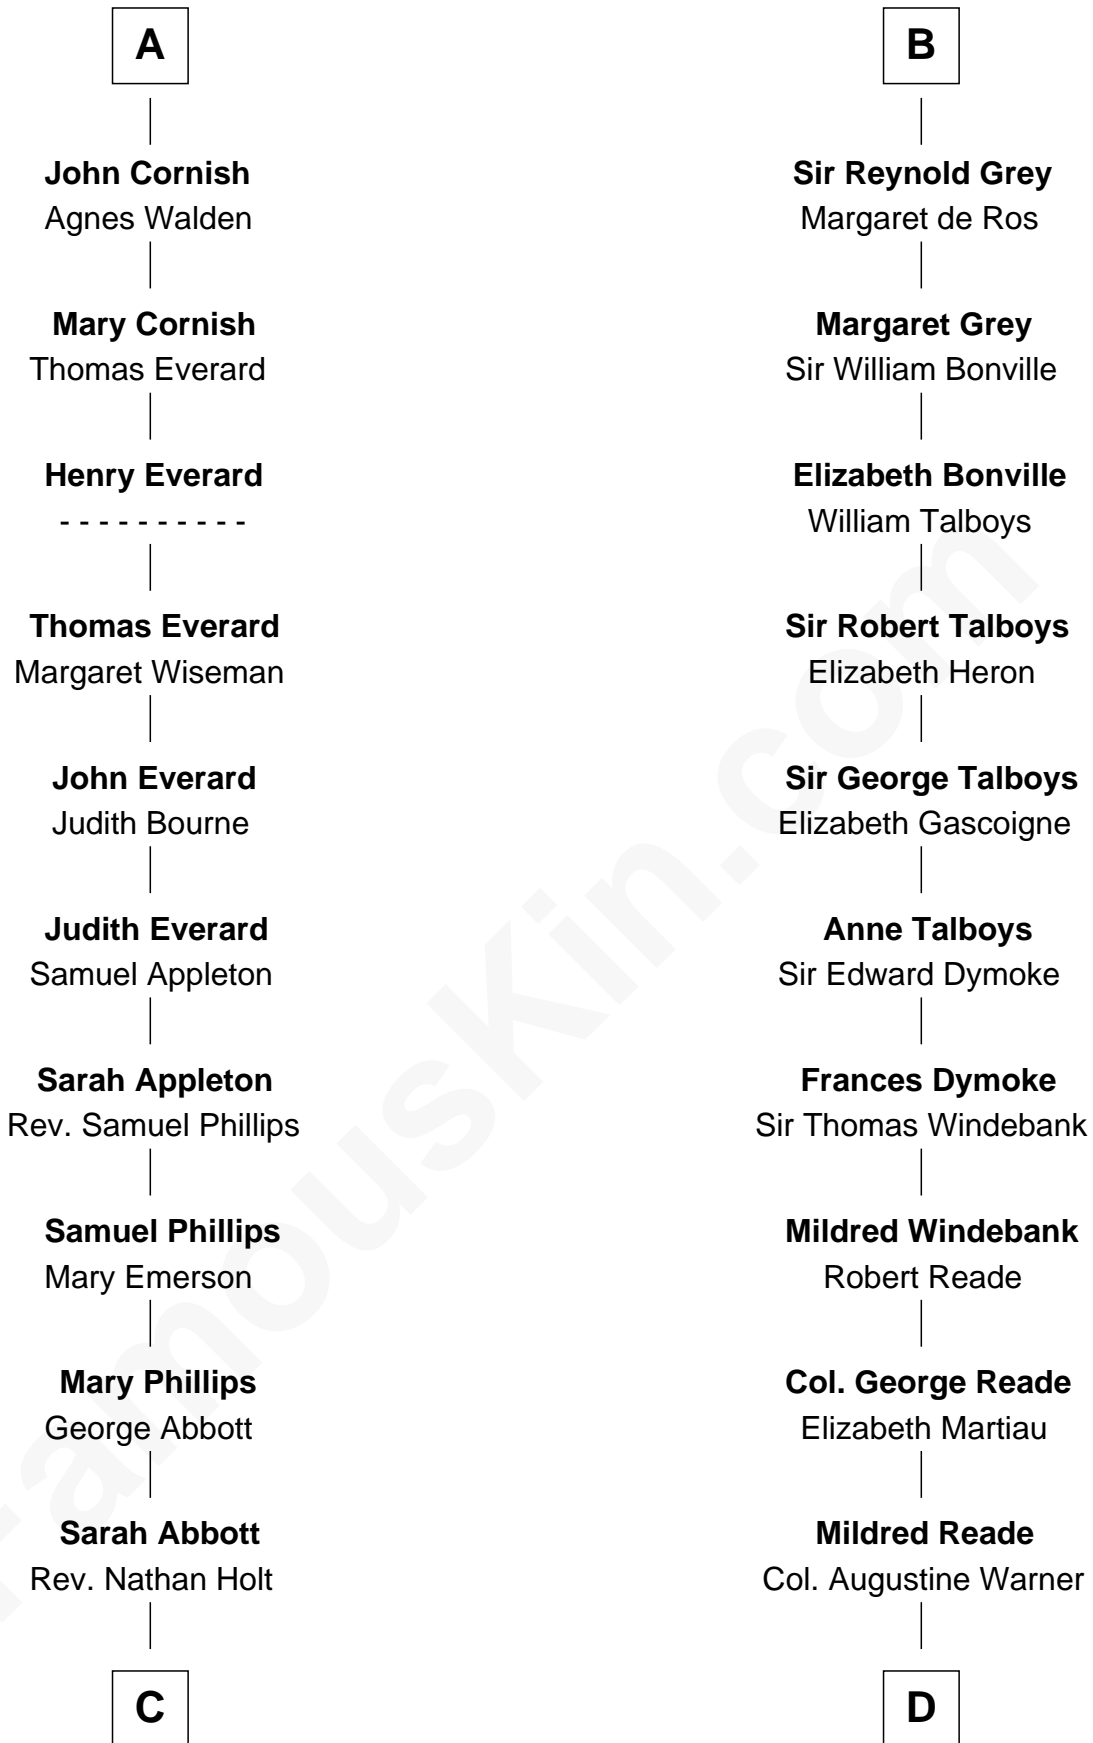 A
John Cornish
Agnes Walden
Mary Cornish
Thomas Everard
Henry Everard
- - - - - - - - - -
Thomas Everard
Margaret Wiseman
John Everard
Judith Bourne
Judith Everard
Samuel Appleton
Sarah Appleton
Rev. Samuel Phillips
Samuel Phillips
Mary Emerson
Mary Phillips
George Abbott
Sarah Abbott
Rev. Nathan Holt
C
B
Sir Reynold Grey
Margaret de Ros
Margaret Grey
Sir William Bonville
Elizabeth Bonville
William Talboys
Sir Robert Talboys
Elizabeth Heron
Sir George Talboys
Elizabeth Gascoigne
Anne Talboys
Sir Edward Dymoke
Frances Dymoke
Sir Thomas Windebank
Mildred Windebank
Robert Reade
Col. George Reade
Elizabeth Martiau
Mildred Reade
Col. Augustine Warner
D
FamousKin.com